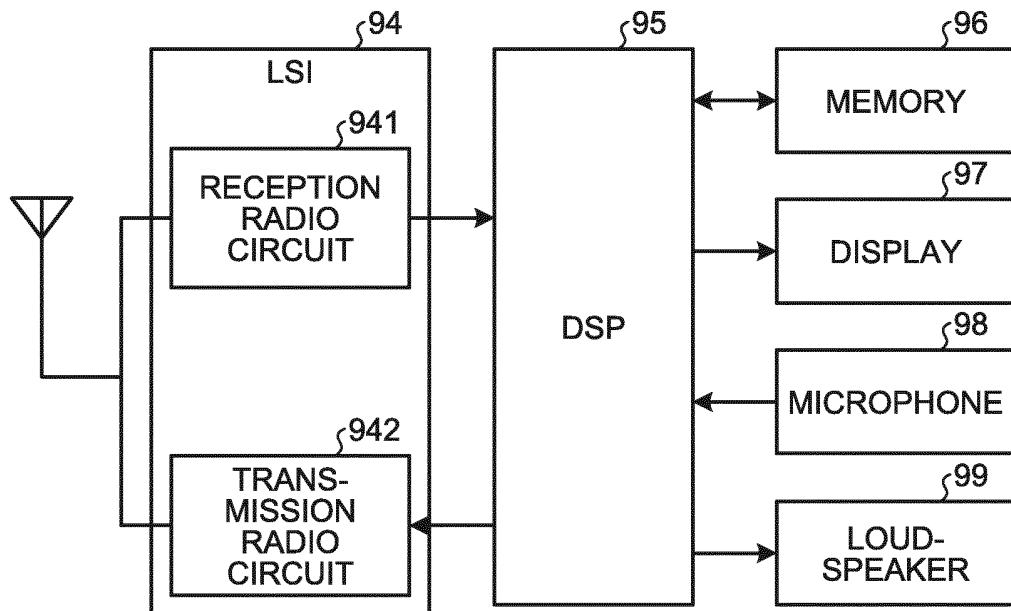 94
LSI
941
RECEPTION
RADIO
CIRCUIT
942
TRANS-
MISSION
RADIO
CIRCUIT
95
DSP
96
MEMORY
97
DISPLAY
98
MICROPHONE
99
LOUD-
SPEAKER